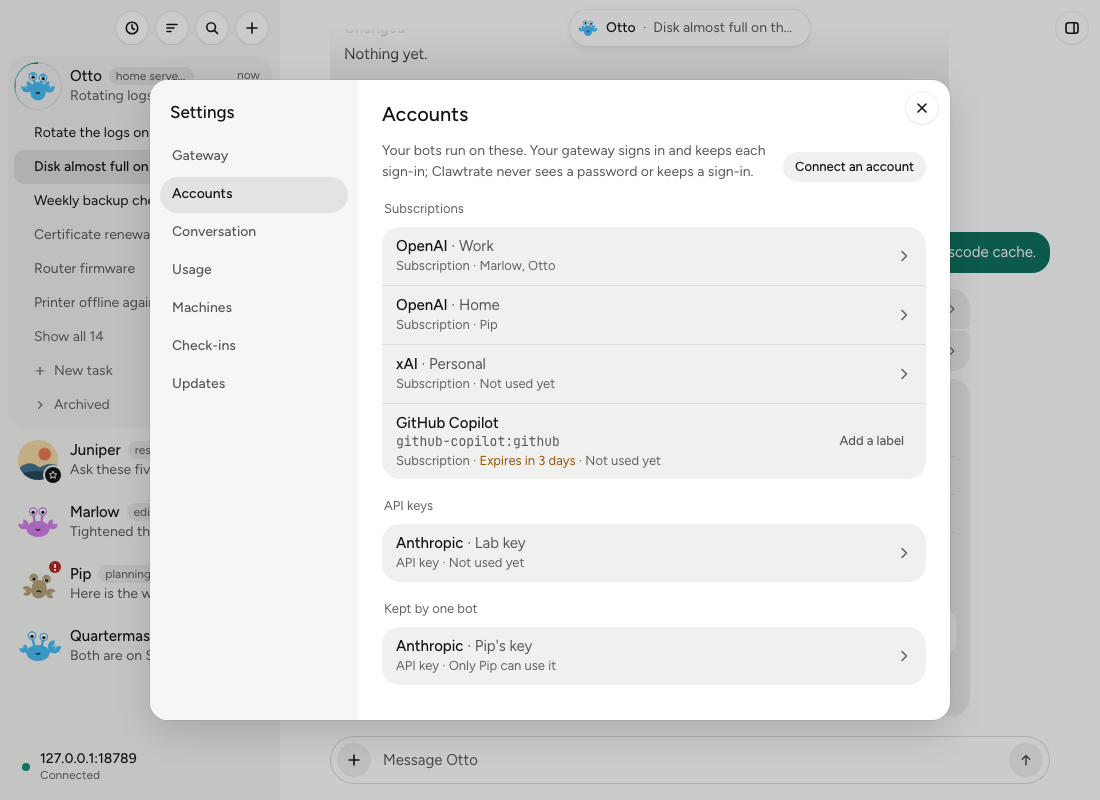 Otto · Disk almost full on th...
Nothing yet.
Otto home serve... now
Rotating logs
Rotate the logs on
Disk almost full on
Weekly backup che
Certificate renewa
Router firmware
Printer offline again
Show all 14
New task
Archived
Juniper res
Ask these five
Marlow edi
Tightened th
Pip planning
Here is the w
Quartermas
Both are on S
127.0.0.1:18789
Connected
Settings
Gateway
Accounts
Conversation
Usage
Machines
Check-ins
Updates
Accounts
Your bots run on these. Your gateway signs in and keeps each
sign-in; Clawtrate never sees a password or keeps a sign-in.
Connect an account
Subscriptions
OpenAI · Work
Subscription · Marlow, Otto
OpenAI · Home
Subscription · Pip
xAI · Personal
Subscription · Not used yet
GitHub Copilot
github-copilot:github
Subscription · Expires in 3 days · Not used yet
Add a label
API keys
Anthropic · Lab key
API key · Not used yet
Kept by one bot
Anthropic · Pip's key
API key · Only Pip can use it
scode cache.
Message Otto